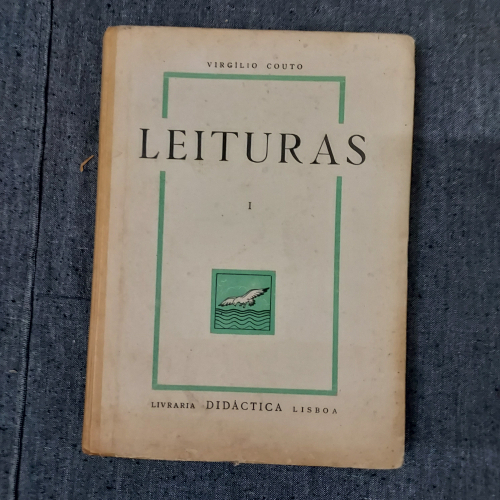 VIRGÍLIO COUTO
LEITURAS
I
LIVRARIA DIDÁCTICA LISBOA